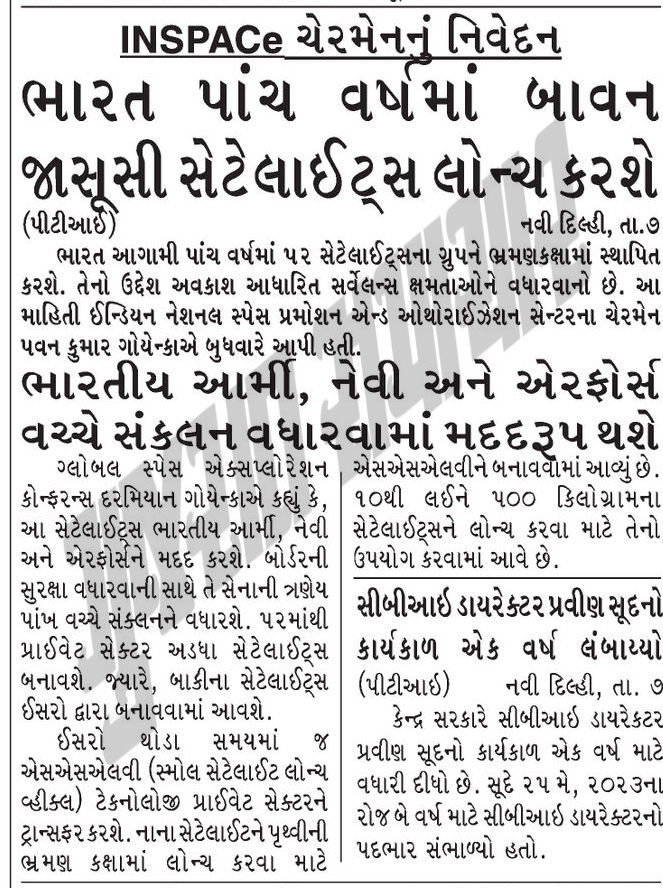 INSPACe ચેરમેનનું નિવેદન
ભારત પાંચ વર્ષમાં બાવન
જાસૂસી સેટેલાઈટ્સ લોન્ચ કરશે
(પીટીઆઈ) નવી દિલ્હી, તા.૭
ભારત આગામી પાંચ વર્ષમાં ૫૨ સેટેલાઈટ્સના ગ્રુપને ભ્રમણકક્ષામાં સ્થાપિત
કરશે. તેનો ઉદ્દેશ અવકાશ આધારિત સર્વેલન્સ ક્ષમતાઓને વધારવાનો છે. આ
માહિતી ઈન્ડિયન નેશનલ સ્પેસ પ્રમોશન એન્ડ ઓથોરાઈઝેશન સેન્ટરના ચેરમેન
પવન કુમાર ગોયેન્કાએ બુધવારે આપી હતી.
ભારતીય આર્મી, નેવી અને એરફોર્સ
વચ્ચે સંકલન વધારવામાં મદદરૂપ થશે
ગ્લોબલ સ્પેસ એક્સપ્લોરેશન
કોન્ફરન્સ દરમિયાન ગોયેન્કાએ કહ્યું કે,
આ સેટેલાઈટ્સ ભારતીય આર્મી, નેવી
અને એરફોર્સને મદદ કરશે. બોર્ડરની
સુરક્ષા વધારવાની સાથે તે સેનાની ત્રણેય
પાંખ વચ્ચે સંકલનને વધારશે. ૫૨માંથી
પ્રાઈવેટ સેક્ટર અડધા સેટેલાઈટ્સ
બનાવશે. જ્યારે, બાકીના સેટેલાઈટ્સ
ઈસરો દ્વારા બનાવવામાં આવશે.
ઈસરો થોડા સમયમાં જ
એસએસએલવી (સ્મોલ સેટેલાઈટ લોન્ચ
વ્હીકલ) ટેકનોલોજી પ્રાઈવેટ સેક્ટરને
ટ્રાન્સફર કરશે. નાના સેટેલાઈટને પૃથ્વીની
ભ્રમણ કક્ષામાં લોન્ચ કરવા માટે
એસએસએલવીને બનાવવામાં આવ્યું છે.
૧૦થી લઈને ૫૦૦ કિલોગ્રામના
સેટેલાઈટ્સને લોન્ચ કરવા માટે તેનો
ઉપયોગ કરવામાં આવે છે.
સીબીઆઇ ડાયરેક્ટર પ્રવીણ સૂદનો
કાર્યકાળ એક વર્ષ લંબાય્યો
(પીટીઆઇ) નવી દિલ્હી, તા. ૭
કેન્દ્ર સરકારે સીબીઆઇ ડાયરેકટર
પ્રવીણ સૂદનો કાર્યકાળ એક વર્ષ માટે
વધારી દીધો છે. સૂદે ૨૫ મે, ૨૦૨૩ના
રોજ બે વર્ષ માટે સીબીઆઇ ડાયરેક્ટરનો
પદભાર સંભાળ્યો હતો.